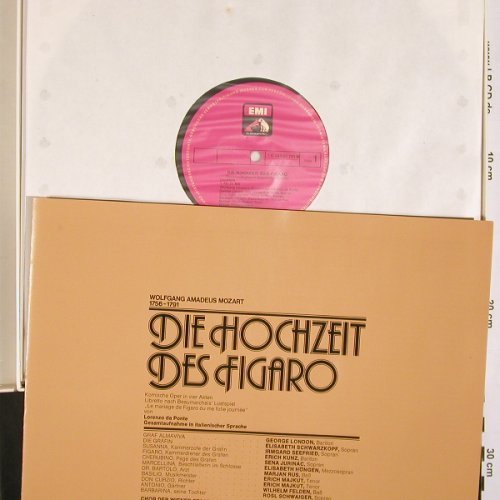 EMI
1
WOLFGANG AMADEUS MOZART
1756–1791
DIE HOCHZEIT
DES FIGARO
Komische Oper in vier Akten
Libretto nach Beaumarchais' Lustspiel
„Le mariage de Figaro ou une folle journée"
von
Lorenzo da Ponte
Gesamtaufnahme in italienischer Sprache
GRAF ALMAVIVA
DIE GRÄFIN
SUSANNA, Kammerzofe der Gräfin
FIGARO, Kammerdiener des Grafen
CHERUBINO, Page des Grafen
MARCELLINA, Beschließerin im Schlosse
DR. BARTOLO, Arzt
BASILIO, Musikmeister
DON CURZIO, Richter
ANTONIO, Gärtner
BARBARINA, seine Tochter
GEORGE LONDON, Bariton
ELISABETH SCHWARZKOPF, Sopran
IRMGARD SEEFRIED, Sopran
ERICH KUNZ, Bariton
SENA JURINAC, Sopran
ELISABETH HÖNGEN, Mezzosopran
MARJAN RUS, Baß
ERICH MAJKUT, Tenor
ERICH MAJKUT, Tenor
WILHELM FELDEN, Baß
ROSL SCHWAIGER, Sopran
10 cm
20 cm
30 cm